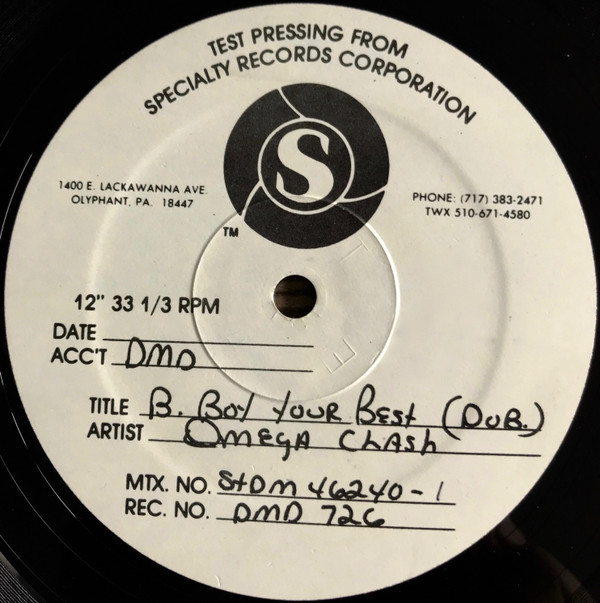 TEST PRESSING FROM
SPECIALTY RECORDS CORPORATION
S
TM
1400 E. LACKAWANNA AVE.
OLYPHANT, PA. 18447
PHONE: (717) 383-2471
TWX 510-671-4580
12" 33 1/3 RPM
DATE
ACC'T DMD
TITLE B. BOY YOUR BEST (DUB.)
ARTIST OMEGA CLASH
MTX. NO. StDM 46240-1
REC. NO. DMD 726